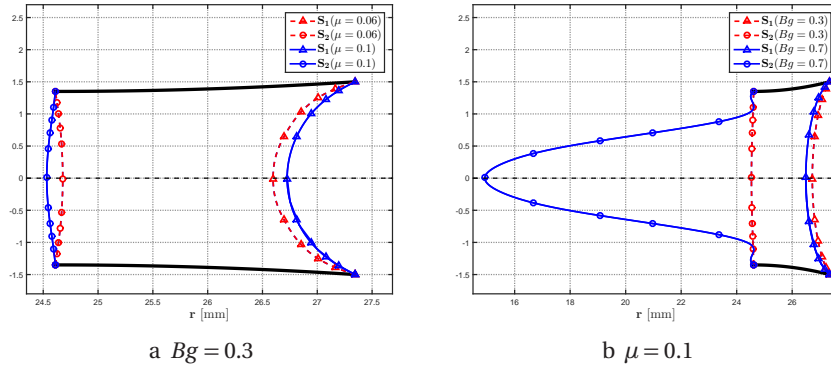 S₁(μ = 0.06)
S₂(μ = 0.06)
S₁(μ = 0.1)
S₂(μ = 0.1)
2.5
2
1.5
1
0.5
0
-0.5
-1
-1.5
24.5 25 25.5 26 26.5 27 27.5
r [mm]
a Bg = 0.3
S₁(Bg = 0.3)
S₂(Bg = 0.3)
S₁(Bg = 0.7)
S₂(Bg = 0.7)
2.5
2
1.5
1
0.5
0
-0.5
-1
-1.5
16 18 20 22 24 26
r [mm]
b μ = 0.1